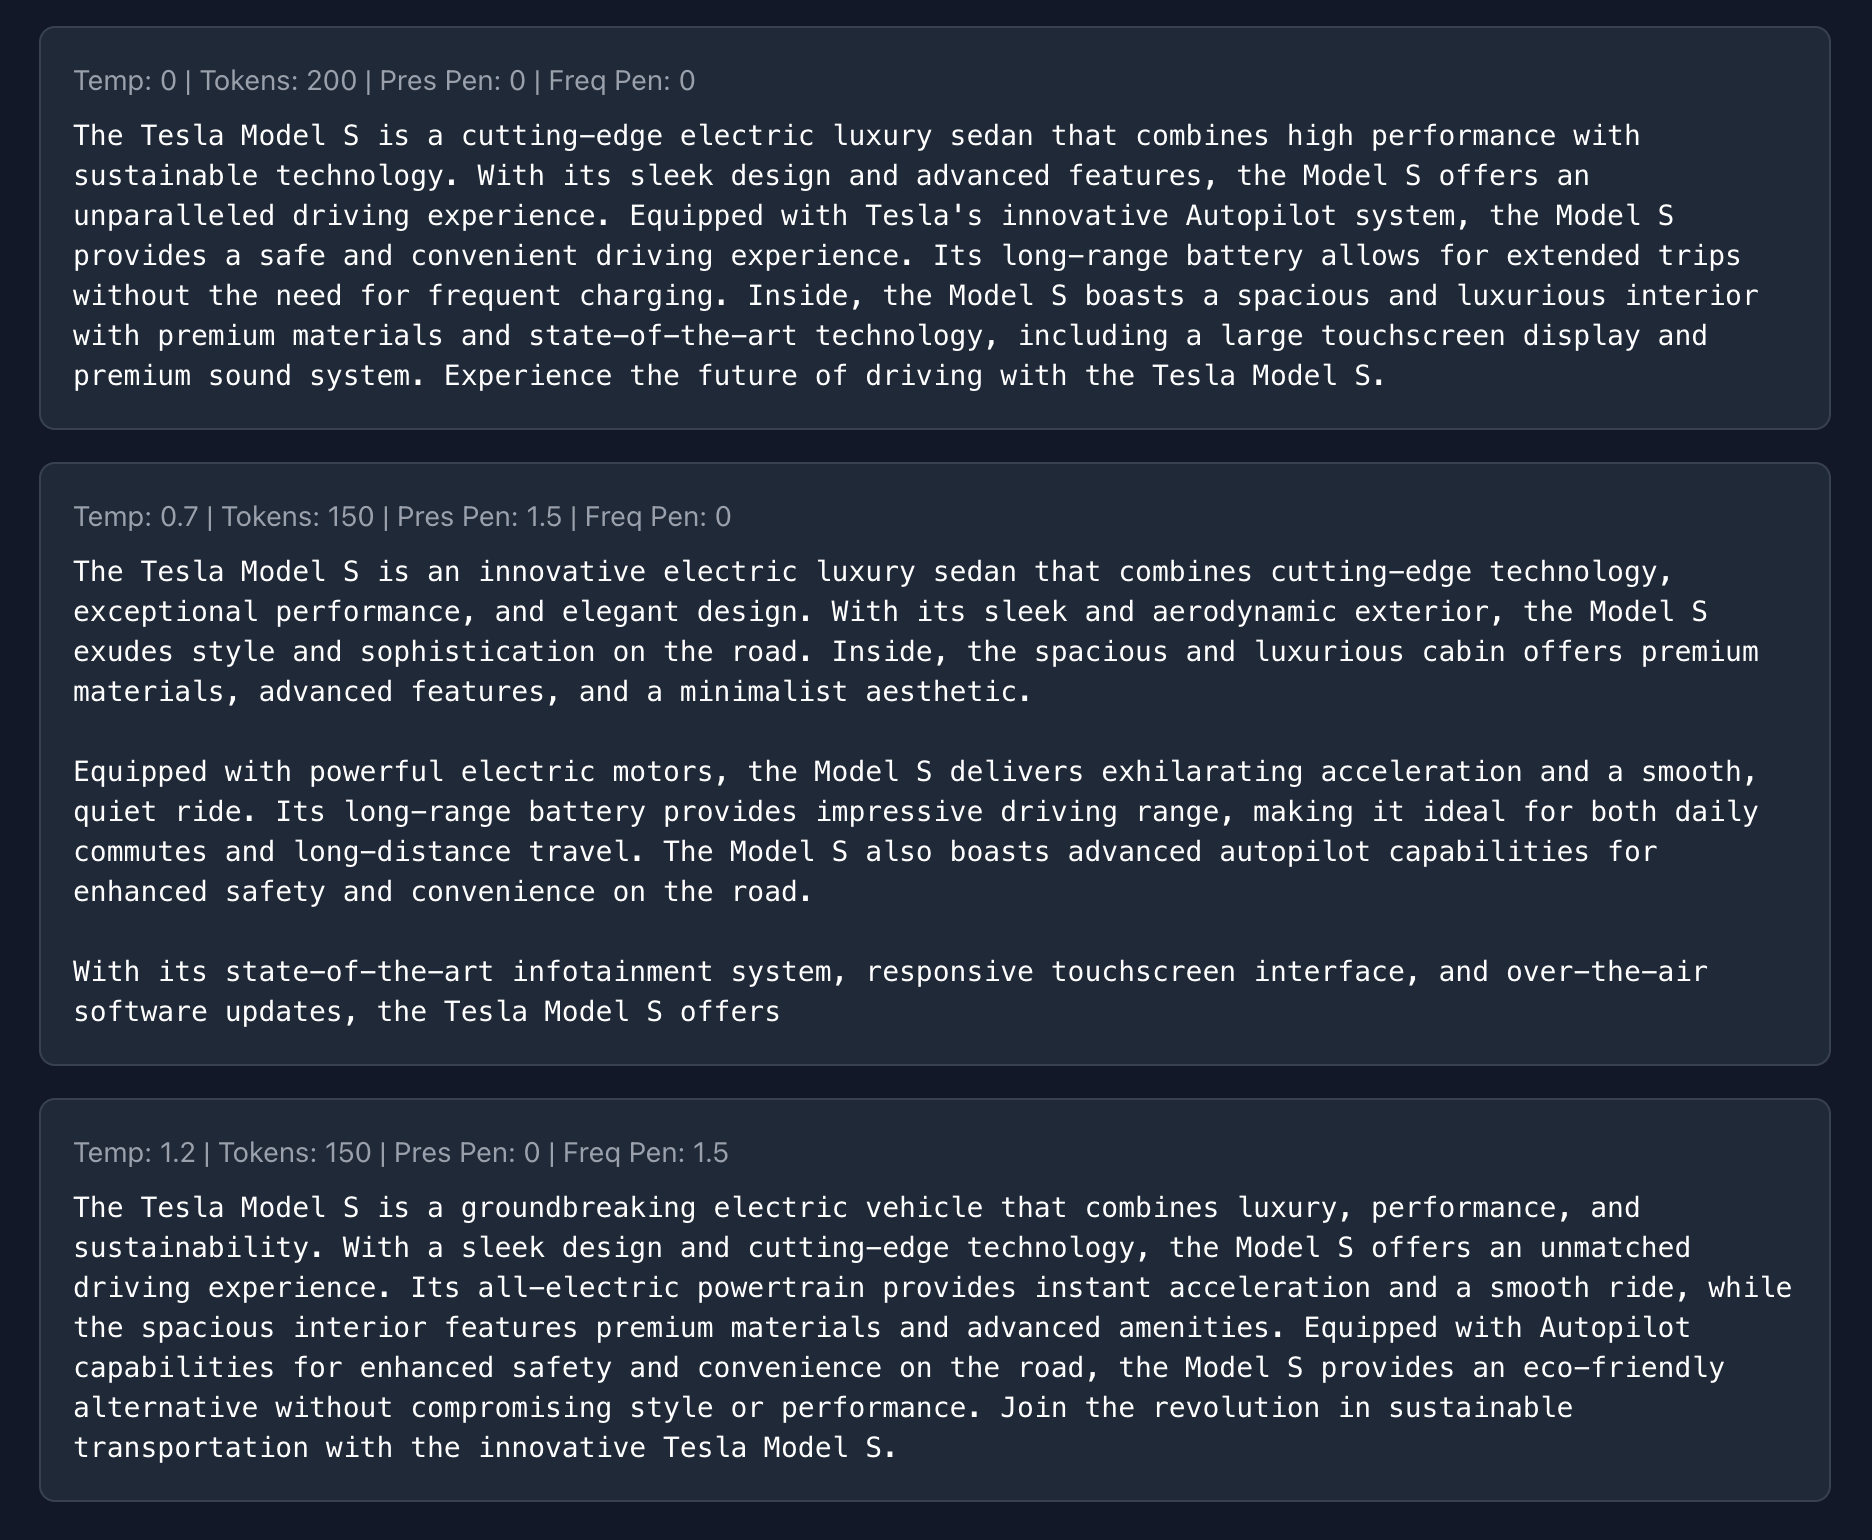 Temp: 0 | Tokens: 200 | Pres Pen: 0 | Freq Pen: 0
The Tesla Model S is a cutting-edge electric luxury sedan that combines high performance with
sustainable technology. With its sleek design and advanced features, the Model S offers an
unparalleled driving experience. Equipped with Tesla's innovative Autopilot system, the Model S
provides a safe and convenient driving experience. Its long-range battery allows for extended trips
without the need for frequent charging. Inside, the Model S boasts a spacious and luxurious interior
with premium materials and state-of-the-art technology, including a large touchscreen display and
premium sound system. Experience the future of driving with the Tesla Model S.
Temp: 0.7 | Tokens: 150 | Pres Pen: 1.5 | Freq Pen: 0
The Tesla Model S is an innovative electric luxury sedan that combines cutting-edge technology,
exceptional performance, and elegant design. With its sleek and aerodynamic exterior, the Model S
exudes style and sophistication on the road. Inside, the spacious and luxurious cabin offers premium
materials, advanced features, and a minimalist aesthetic.
Equipped with powerful electric motors, the Model S delivers exhilarating acceleration and a smooth,
quiet ride. Its long-range battery provides impressive driving range, making it ideal for both daily
commutes and long-distance travel. The Model S also boasts advanced autopilot capabilities for
enhanced safety and convenience on the road.
With its state-of-the-art infotainment system, responsive touchscreen interface, and over-the-air
software updates, the Tesla Model S offers
Temp: 1.2 | Tokens: 150 | Pres Pen: 0 | Freq Pen: 1.5
The Tesla Model S is a groundbreaking electric vehicle that combines luxury, performance, and
sustainability. With a sleek design and cutting-edge technology, the Model S offers an unmatched
driving experience. Its all-electric powertrain provides instant acceleration and a smooth ride, while
the spacious interior features premium materials and advanced amenities. Equipped with Autopilot
capabilities for enhanced safety and convenience on the road, the Model S provides an eco-friendly
alternative without compromising style or performance. Join the revolution in sustainable
transportation with the innovative Tesla Model S.